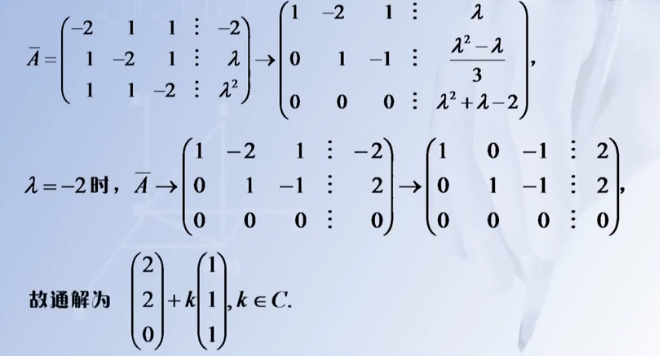 $\overline{A}=\begin{pmatrix}-2 & 1 & 1 & \vdots & -2\\ 1 & -2 & 1 & \vdots & \lambda\\ 1 & 1 & -2 & \vdots & \lambda^2\end{pmatrix}\to\begin{pmatrix}1 & -2 & 1 & \vdots & \lambda\\ 0 & 1 & -1 & \vdots & \dfrac{\lambda^2-\lambda}{3}\\ 0 & 0 & 0 & \vdots & \lambda^2+\lambda-2\end{pmatrix},$
$\lambda=-2$时，$\overline{A}\to\begin{pmatrix}1 & -2 & 1 & \vdots & -2\\ 0 & 1 & -1 & \vdots & 2\\ 0 & 0 & 0 & \vdots & 0\end{pmatrix}\to\begin{pmatrix}1 & 0 & -1 & \vdots & 2\\ 0 & 1 & -1 & \vdots & 2\\ 0 & 0 & 0 & \vdots & 0\end{pmatrix},$
故通解为 $\begin{pmatrix}2\\2\\0\end{pmatrix}+k\begin{pmatrix}1\\1\\1\end{pmatrix},k\in C.$